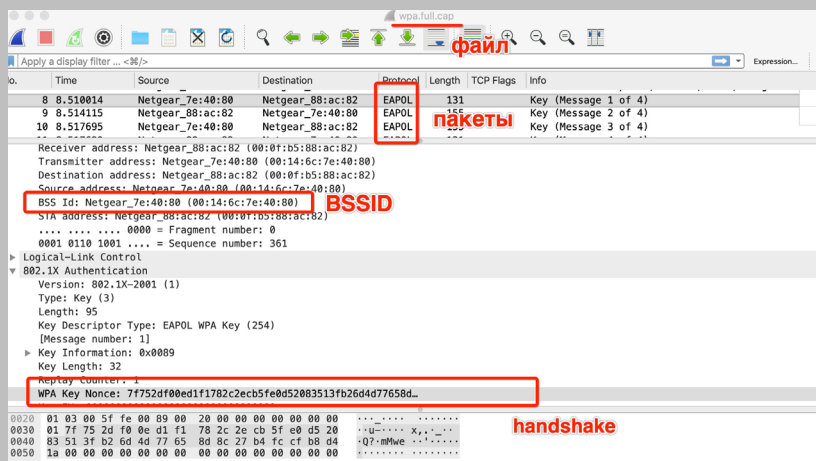 wpa.full.cap
файл
Apply a display filter ... <⌘/>
Expression...
No. Time Source Destination Protocol Length TCP Flags Info
8 8.510014 Netgear_7e:40:80 Netgear_88:ac:82 EAPOL 131 Key (Message 1 of 4)
9 8.514115 Netgear_88:ac:82 Netgear_7e:40:80 EAPOL 155 Key (Message 2 of 4)
10 8.517695 Netgear_7e:40:80 Netgear_88:ac:82 EAPOL Key (Message 3 of 4)
пакеты
Receiver address: Netgear_88:ac:82 (00:0f:b5:88:ac:82)
Transmitter address: Netgear_7e:40:80 (00:14:6c:7e:40:80)
Destination address: Netgear_88:ac:82 (00:0f:b5:88:ac:82)
Source address: Netgear_7e:40:80 (00:14:6c:7e:40:80)
BSS Id: Netgear_7e:40:80 (00:14:6c:7e:40:80)
BSSID
STA address: Netgear_88:ac:82 (00:0f:b5:88:ac:82)
.... .... .... 0000 = Fragment number: 0
0001 0110 1001 .... = Sequence number: 361
Logical-Link Control
802.1X Authentication
Version: 802.1X-2001 (1)
Type: Key (3)
Length: 95
Key Descriptor Type: EAPOL WPA Key (254)
[Message number: 1]
Key Information: 0x0089
Key Length: 32
Replay Counter: 1
WPA Key Nonce: 7f752df00ed1f1782c2ecb5fe0d52083513fb26d4d77658d…
handshake
0020 01 03 00 5f fe 00 89 00 20 00 00 00 00 00 00 00 ···_···· ·······
0030 01 7f 75 2d f0 0e d1 f1 78 2c 2e cb 5f e0 d5 20 ··u-···· x,.·_··
0040 83 51 3f b2 6d 4d 77 65 8d 8c 27 b4 fc cf b8 d4 ·Q?·mMwe ··'·····
0050 1a 00 00 00 00 00 00 00 00 00 00 00 00 00 00 00 ········ ········